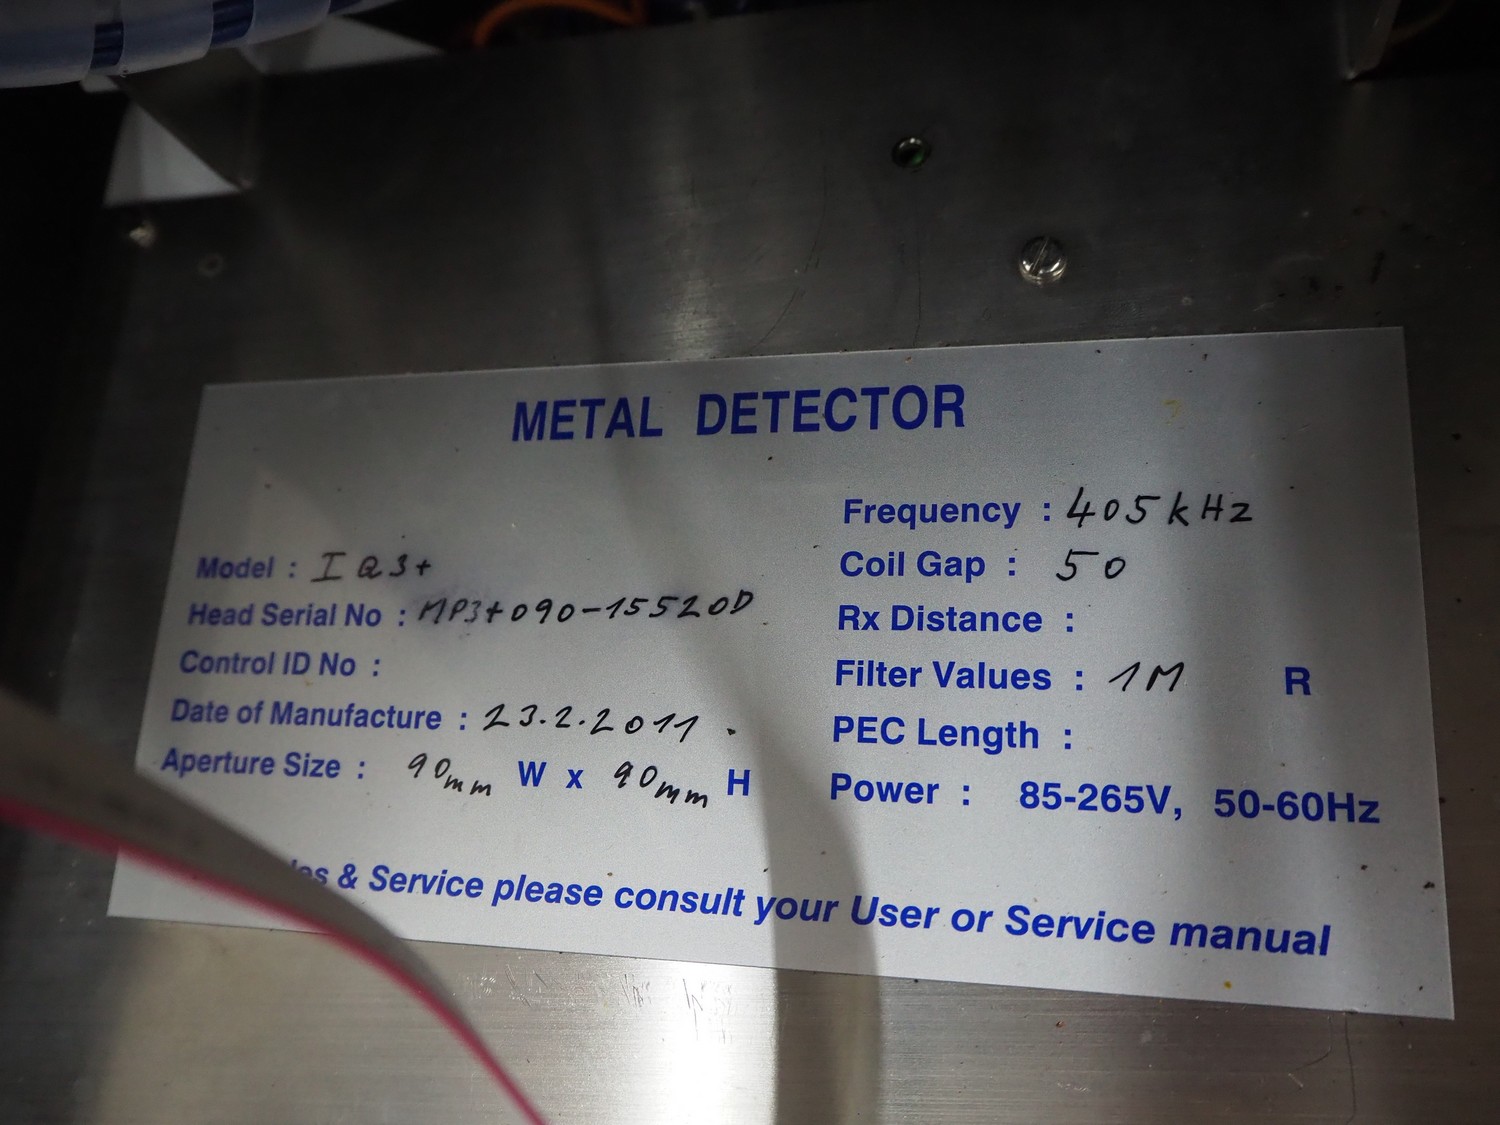 METAL DETECTOR
Model : IQ3+
Head Serial No : MP3+090-15520D
Control ID No :
Date of Manufacture : 23.2.2011.
Aperture Size : 90mm W x 90mm H
Frequency : 405kHz
Coil Gap : 50
Rx Distance :
Filter Values : 1M R
PEC Length :
Power : 85-265V, 50-60Hz
& Service please consult your User or Service manual